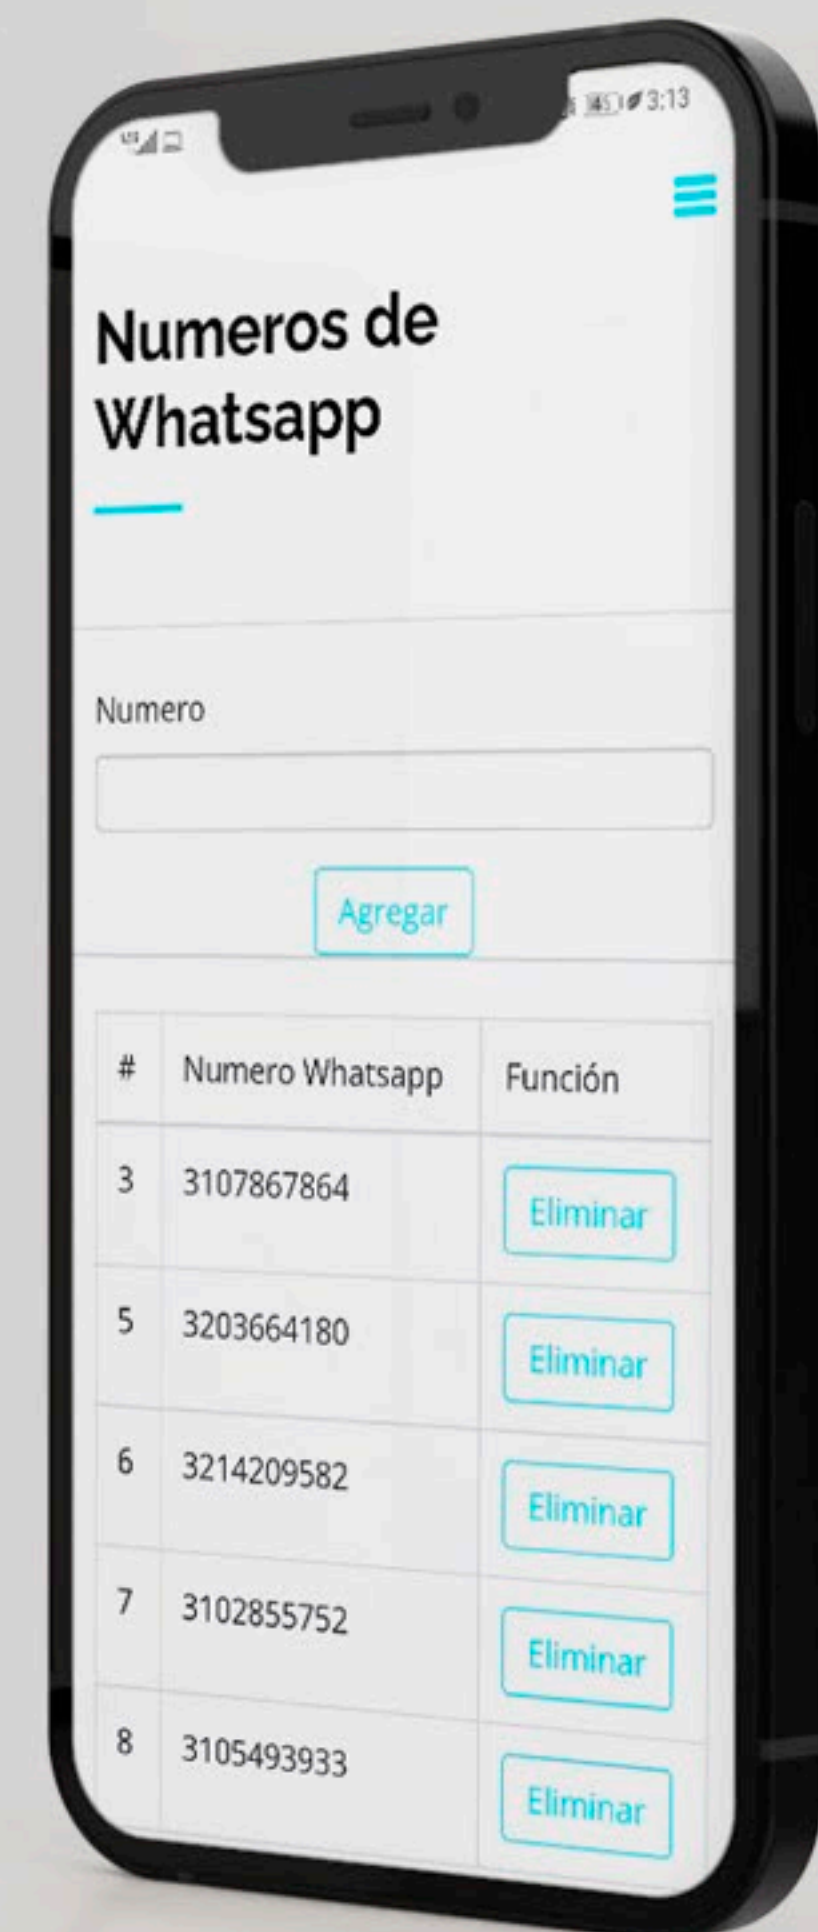 45 3:13
Numeros de
Whatsapp
Numero
Agregar
# Numero Whatsapp Función
3 3107867864 Eliminar
5 3203664180 Eliminar
6 3214209582 Eliminar
7 3102855752 Eliminar
8 3105493933 Eliminar